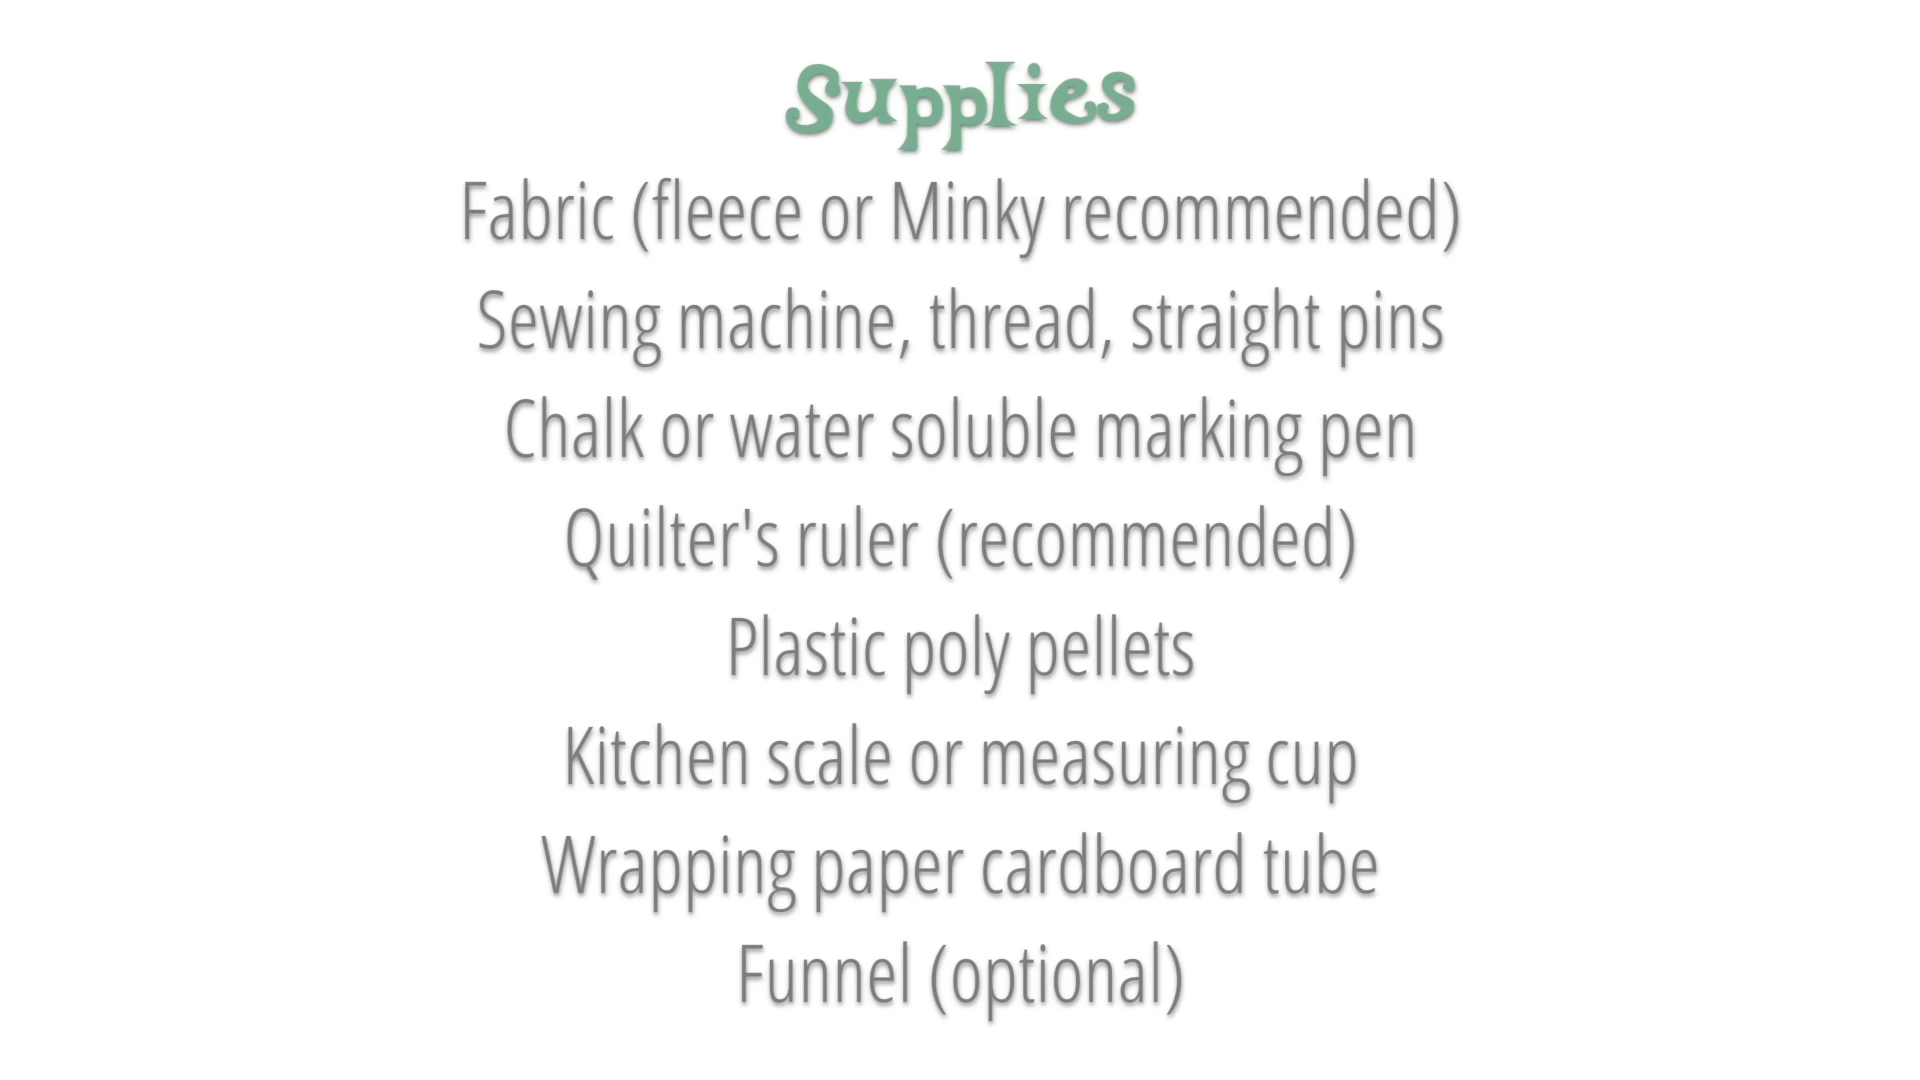 Supplies
Fabric (fleece or Minky recommended)
Sewing machine, thread, straight pins
Chalk or water soluble marking pen
Quilter's ruler (recommended)
Plastic poly pellets
Kitchen scale or measuring cup
Wrapping paper cardboard tube
Funnel (optional)